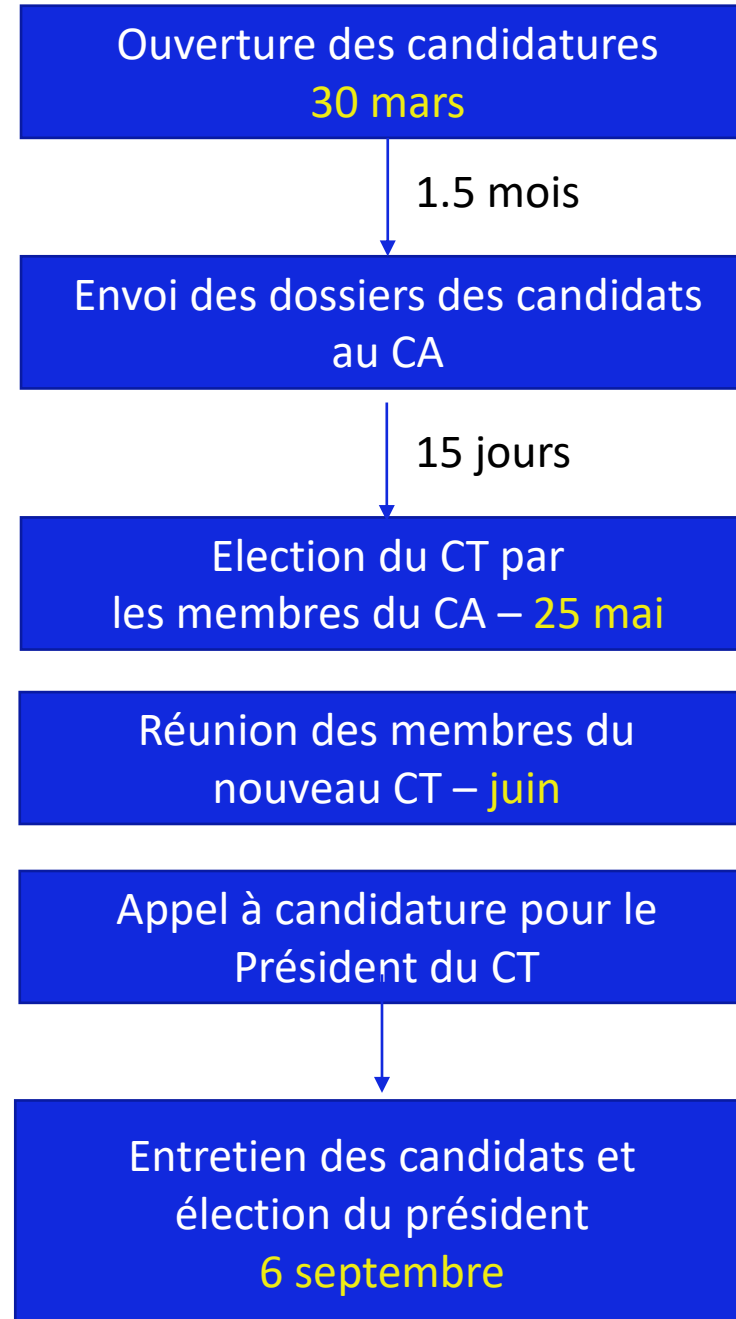 Ouverture des candidatures
30 mars
1.5 mois
Envoi des dossiers des candidats
au CA
15 jours
Election du CT par
les membres du CA – 25 mai
Réunion des membres du
nouveau CT – juin
Appel à candidature pour le
Président du CT
Entretien des candidats et
élection du président
6 septembre